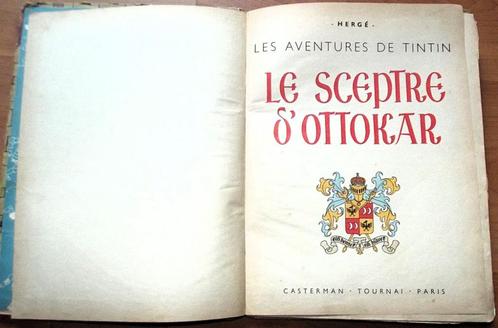 - HERGÉ -
LES AVENTURES DE TINTIN
LE SCEPTRE
D'OTTOKAR
CASTERMAN · TOURNAI · PARIS